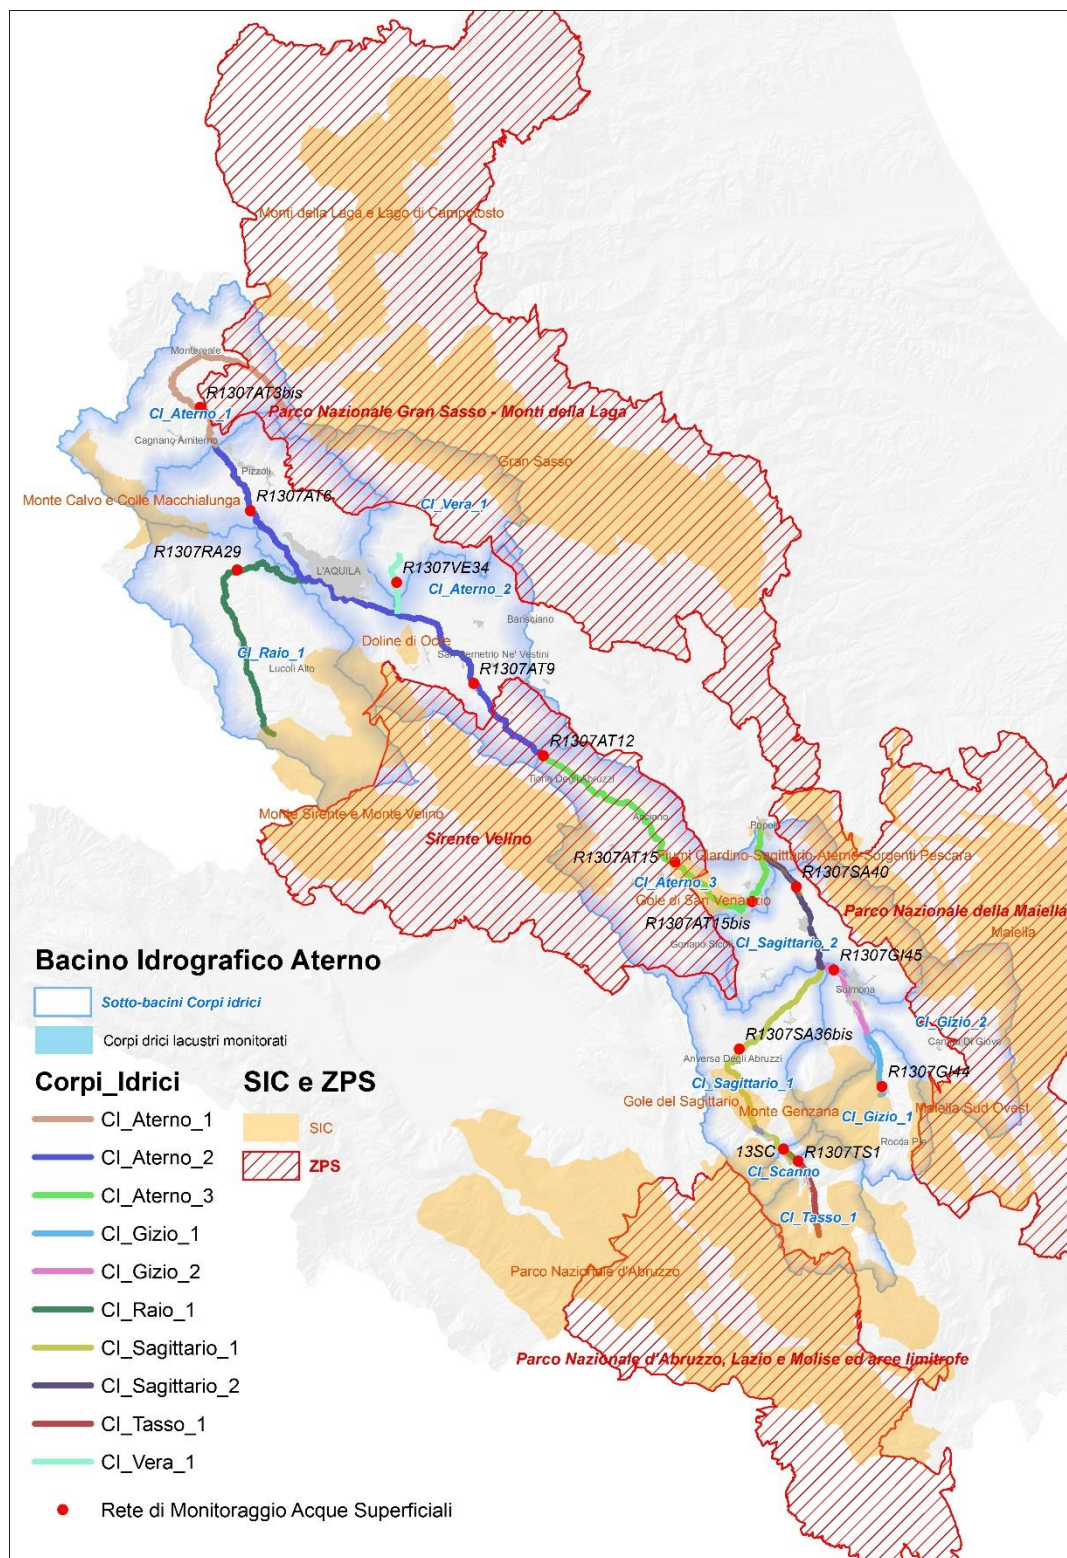 Monti della Laga e Lago di Campotosto
Montereale
R1307AT3bis
CI_Aterno_1
Parco Nazionale Gran Sasso - Monti della Laga
Cagnano Amiterno
Pizzoli
Gran Sasso
Monte Calvo e Colle Macchialunga
R1307AT6
CI_Vera_1
R1307RA29
L'AQUILA
R1307VE34
CI_Aterno_2
Barisciano
Doline di Ocre
San Demetrio Ne' Vestini
CI_Raio_1
Lucoli Alto
R1307AT9
R1307AT12
Tione Degli Abruzzi
Monte Sirente e Monte Velino
Acciano
Popoli
Sirente Velino
R1307AT15
Fiumi Giardino-Sagittario-Aterno-Sorgenti Pescara
CI_Aterno_3
R1307SA40
Gole di San Venanzio
Parco Nazionale della Maiella
R1307AT15bis
Maiella
Goriano Sicoli
CI_Sagittario_2
R1307GI45
Sulmona
CI_Gizio_2
R1307SA36bis
Anversa Degli Abruzzi
CI_Sagittario_1
R1307GI44
Gole del Sagittario
Monte Genzana
CI_Gizio_1
Maiella Sud Ovest
Rocca Pia
13SC
R1307TS1
CI_Scanno
CI_Tasso_1
Parco Nazionale d'Abruzzo
Parco Nazionale d'Abruzzo, Lazio e Molise ed aree limitrofe
Bacino Idrografico Aterno
Sotto-bacini Corpi idrici
Corpi drici lacustri monitorati
Corpi_Idrici
CI_Aterno_1
CI_Aterno_2
CI_Aterno_3
CI_Gizio_1
CI_Gizio_2
CI_Raio_1
CI_Sagittario_1
CI_Sagittario_2
CI_Tasso_1
CI_Vera_1
Rete di Monitoraggio Acque Superficiali
SIC e ZPS
SIC
ZPS